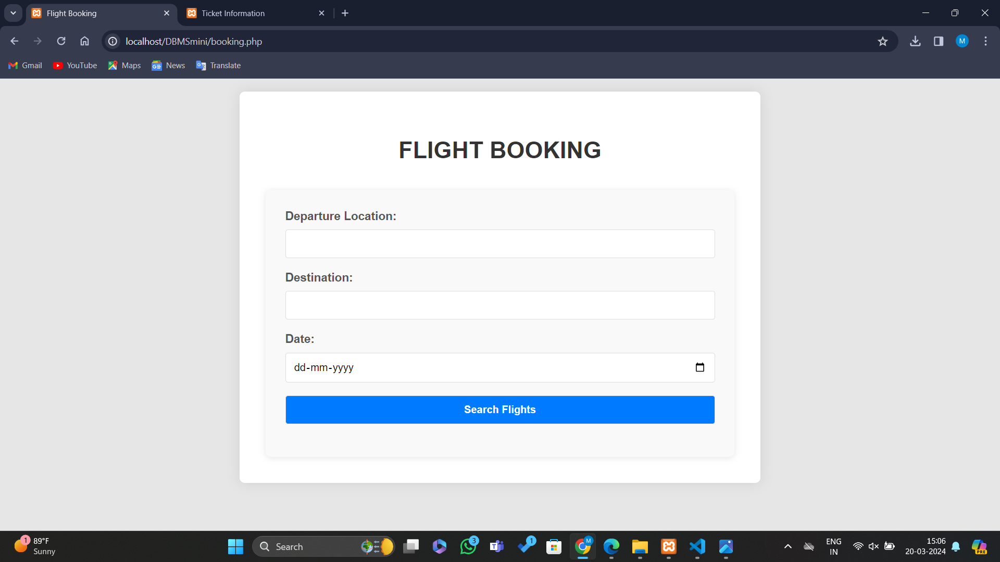 Flight Booking
Ticket Information
localhost/DBMSmini/booking.php
M
Gmail
YouTube
Maps
News
Translate
FLIGHT BOOKING
Departure Location:
Destination:
Date:
dd-mm-yyyy
Search Flights
1
89°F
Sunny
Search
3
1
M
ENG
IN
15:06
20-03-2024
PRE